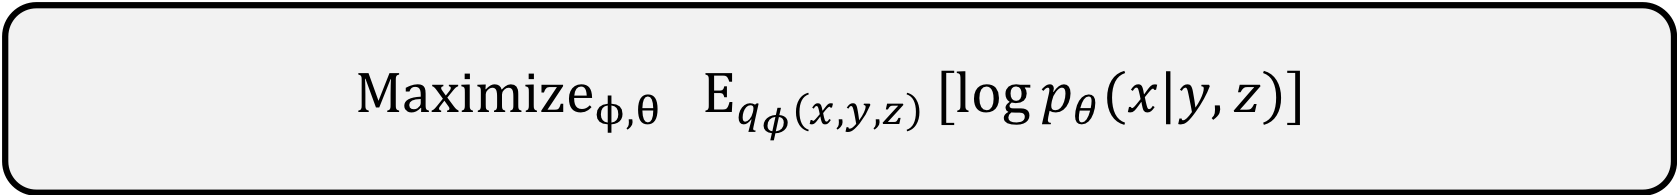 Maximize_{ϕ,θ} E_{q_ϕ(x,y,z)} [log p_θ(x|y, z)]